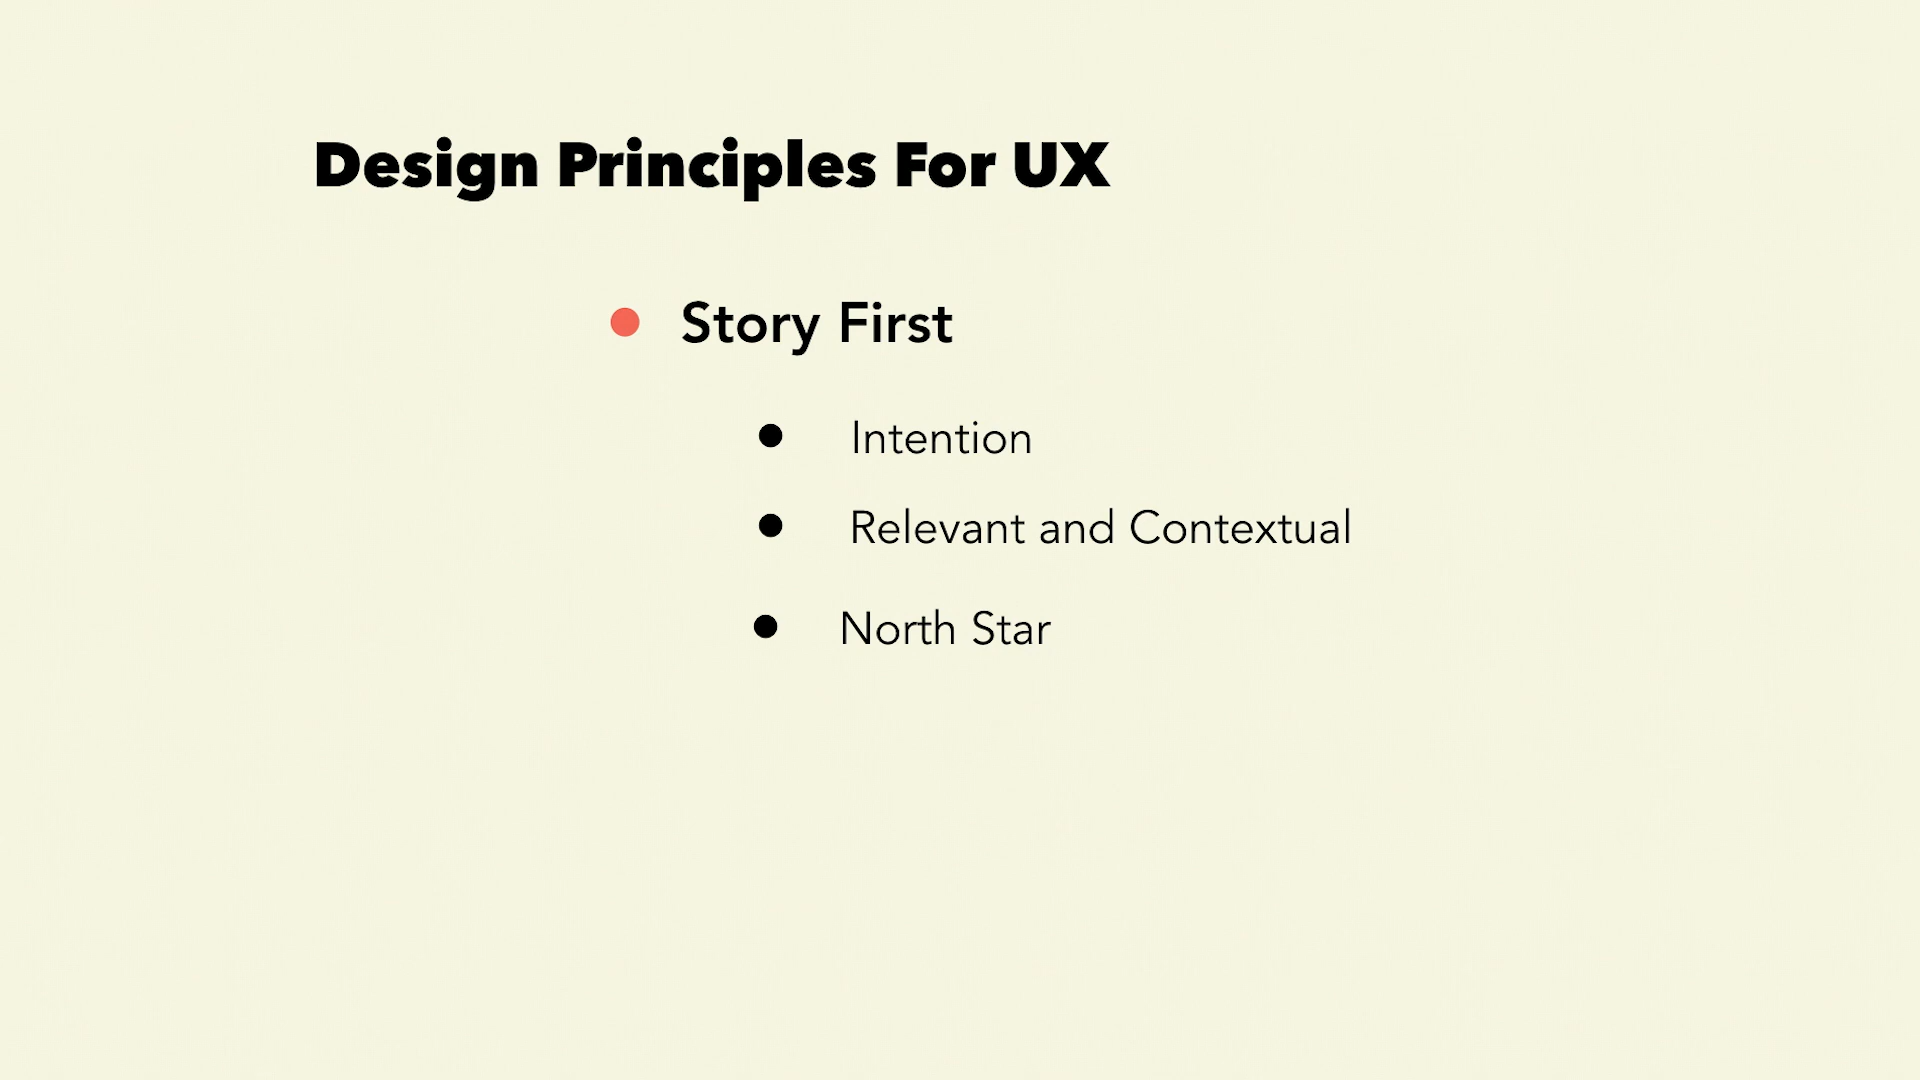 Design Principles For UX
Story First
Intention
Relevant and Contextual
North Star